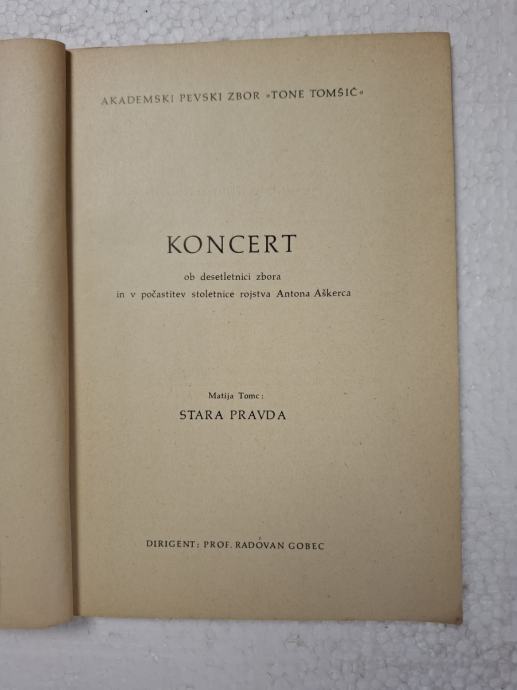 AKADEMSKI PEVSKI ZBOR »TONE TOMŠIČ«
KONCERT
ob desetletnici zbora
in v počastitev stoletnice rojstva Antona Aškerca
Matija Tomc:
STARA PRAVDA
DIRIGENT: PROF. RADOVAN GOBEC